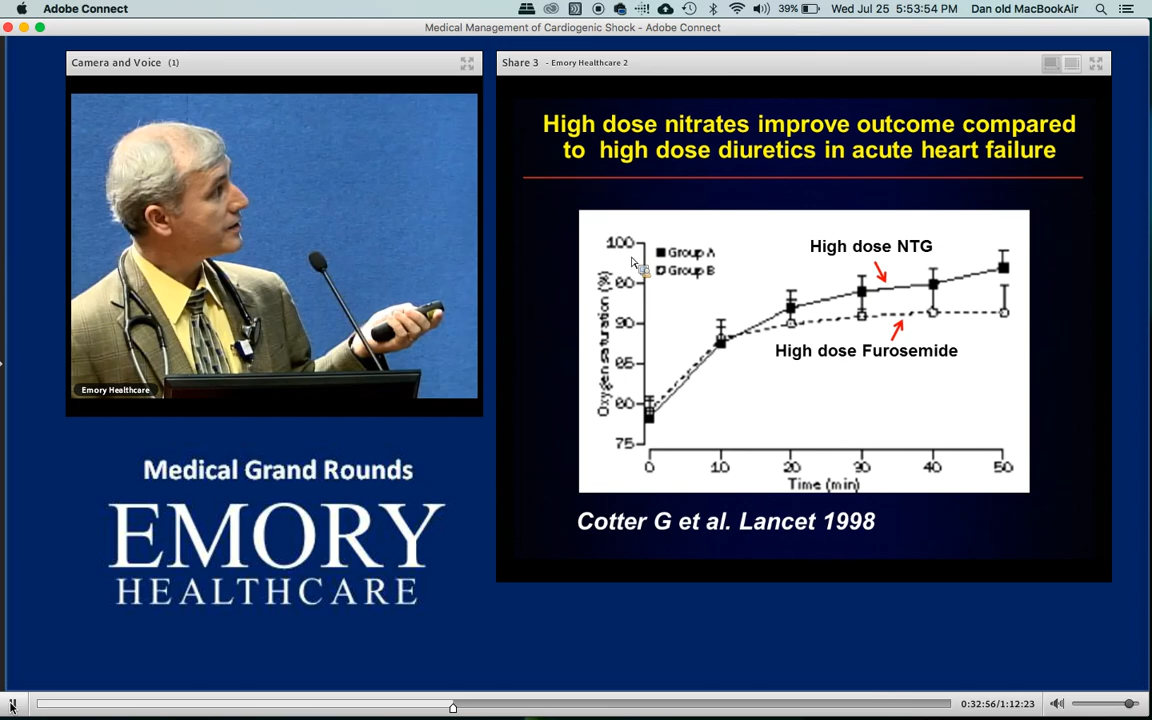 Adobe Connect
39%
Wed Jul 25 5:53:54 PM
Dan old MacBookAir
Medical Management of Cardiogenic Shock - Adobe Connect
Camera and Voice (1)
Share 3 - Emory Healthcare 2
High dose nitrates improve outcome compared
to high dose diuretics in acute heart failure
100
Group A
Group B
High dose NTG
90
85
80
75
Oxygen saturation (%)
High dose Furosemide
0 10 20 30 40 50
Time (min)
Cotter G et al. Lancet 1998
Emory Healthcare
Medical Grand Rounds
EMORY
HEALTHCARE
0:32:56/1:12:23